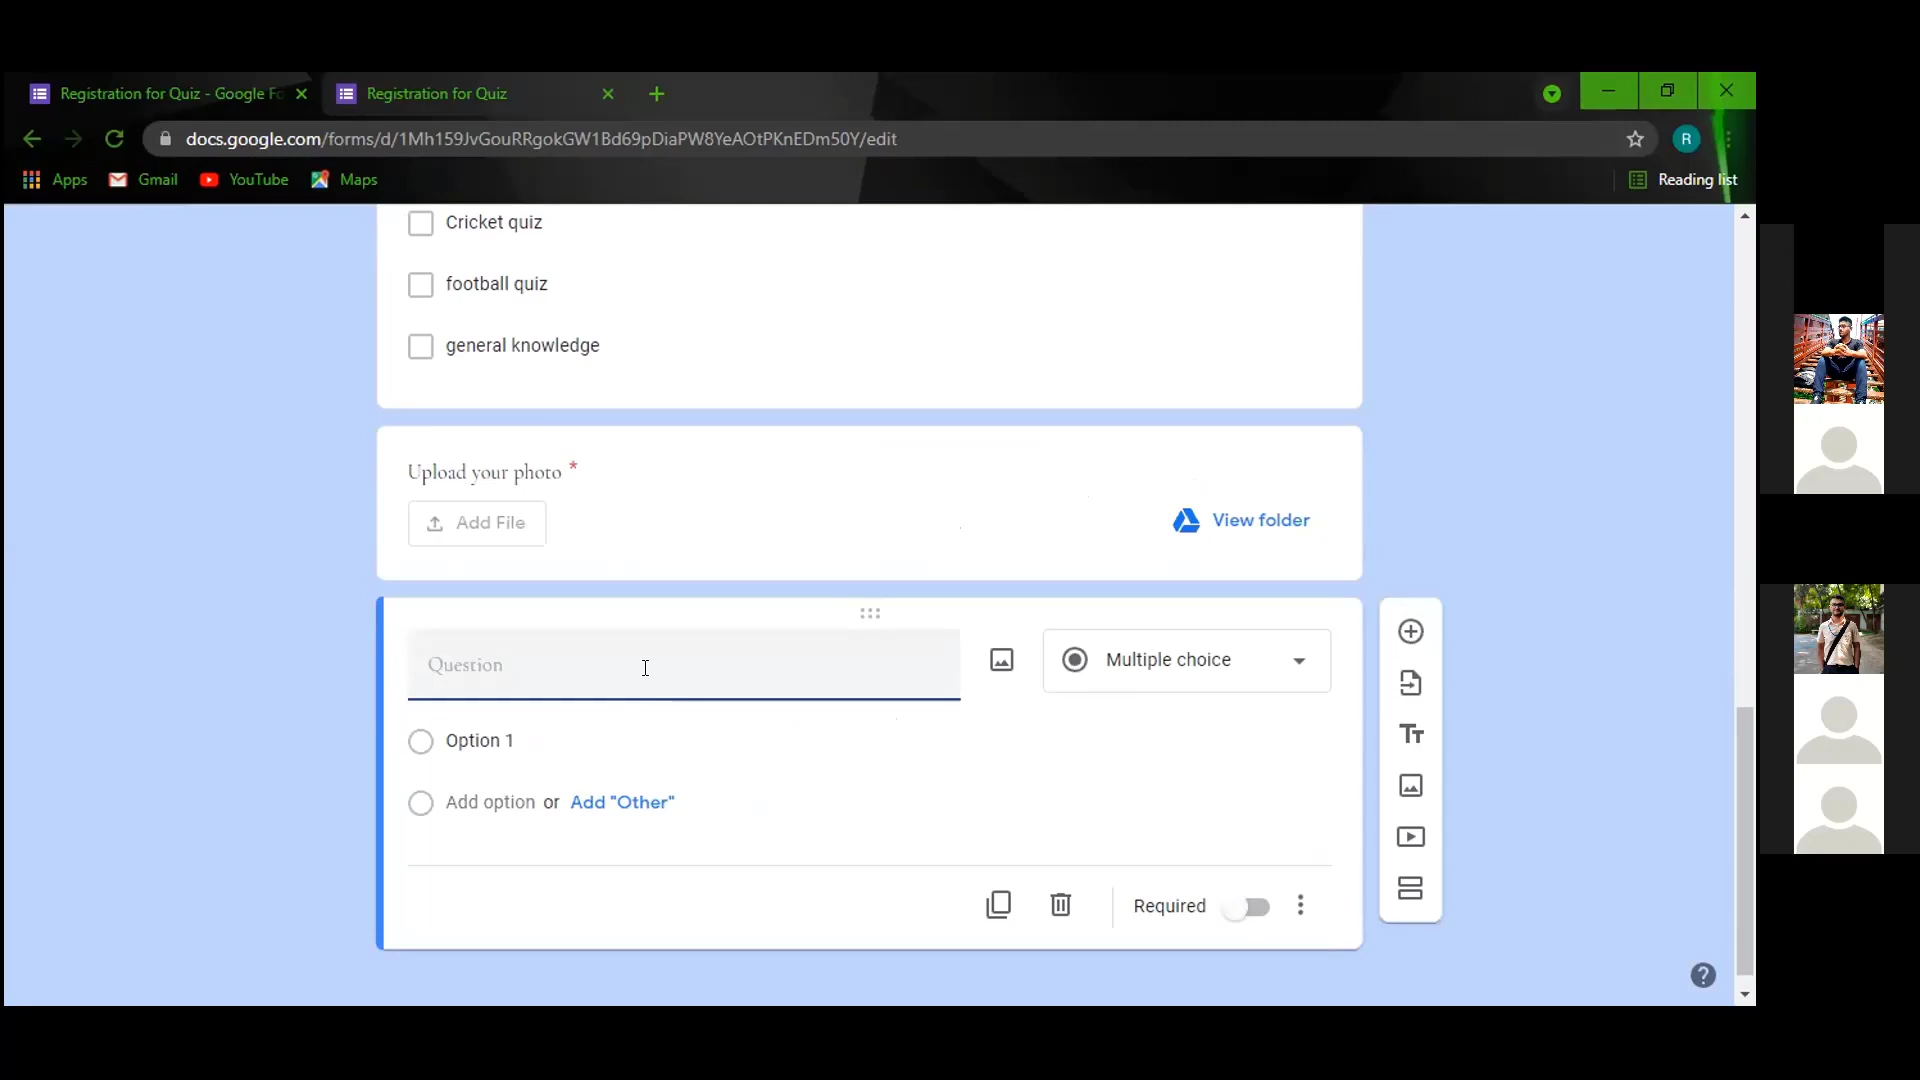 Registration for Quiz - Google Fo
Registration for Quiz
docs.google.com/forms/d/1Mh159JvGouRRgokGW1Bd69pDiaPW8YeAOtPKnEDm50Y/edit
R
Apps
Gmail
YouTube
Maps
Reading list
Cricket quiz
football quiz
general knowledge
Upload your photo *
Add File
View folder
Question
Multiple choice
Option 1
Add option or Add "Other"
Required